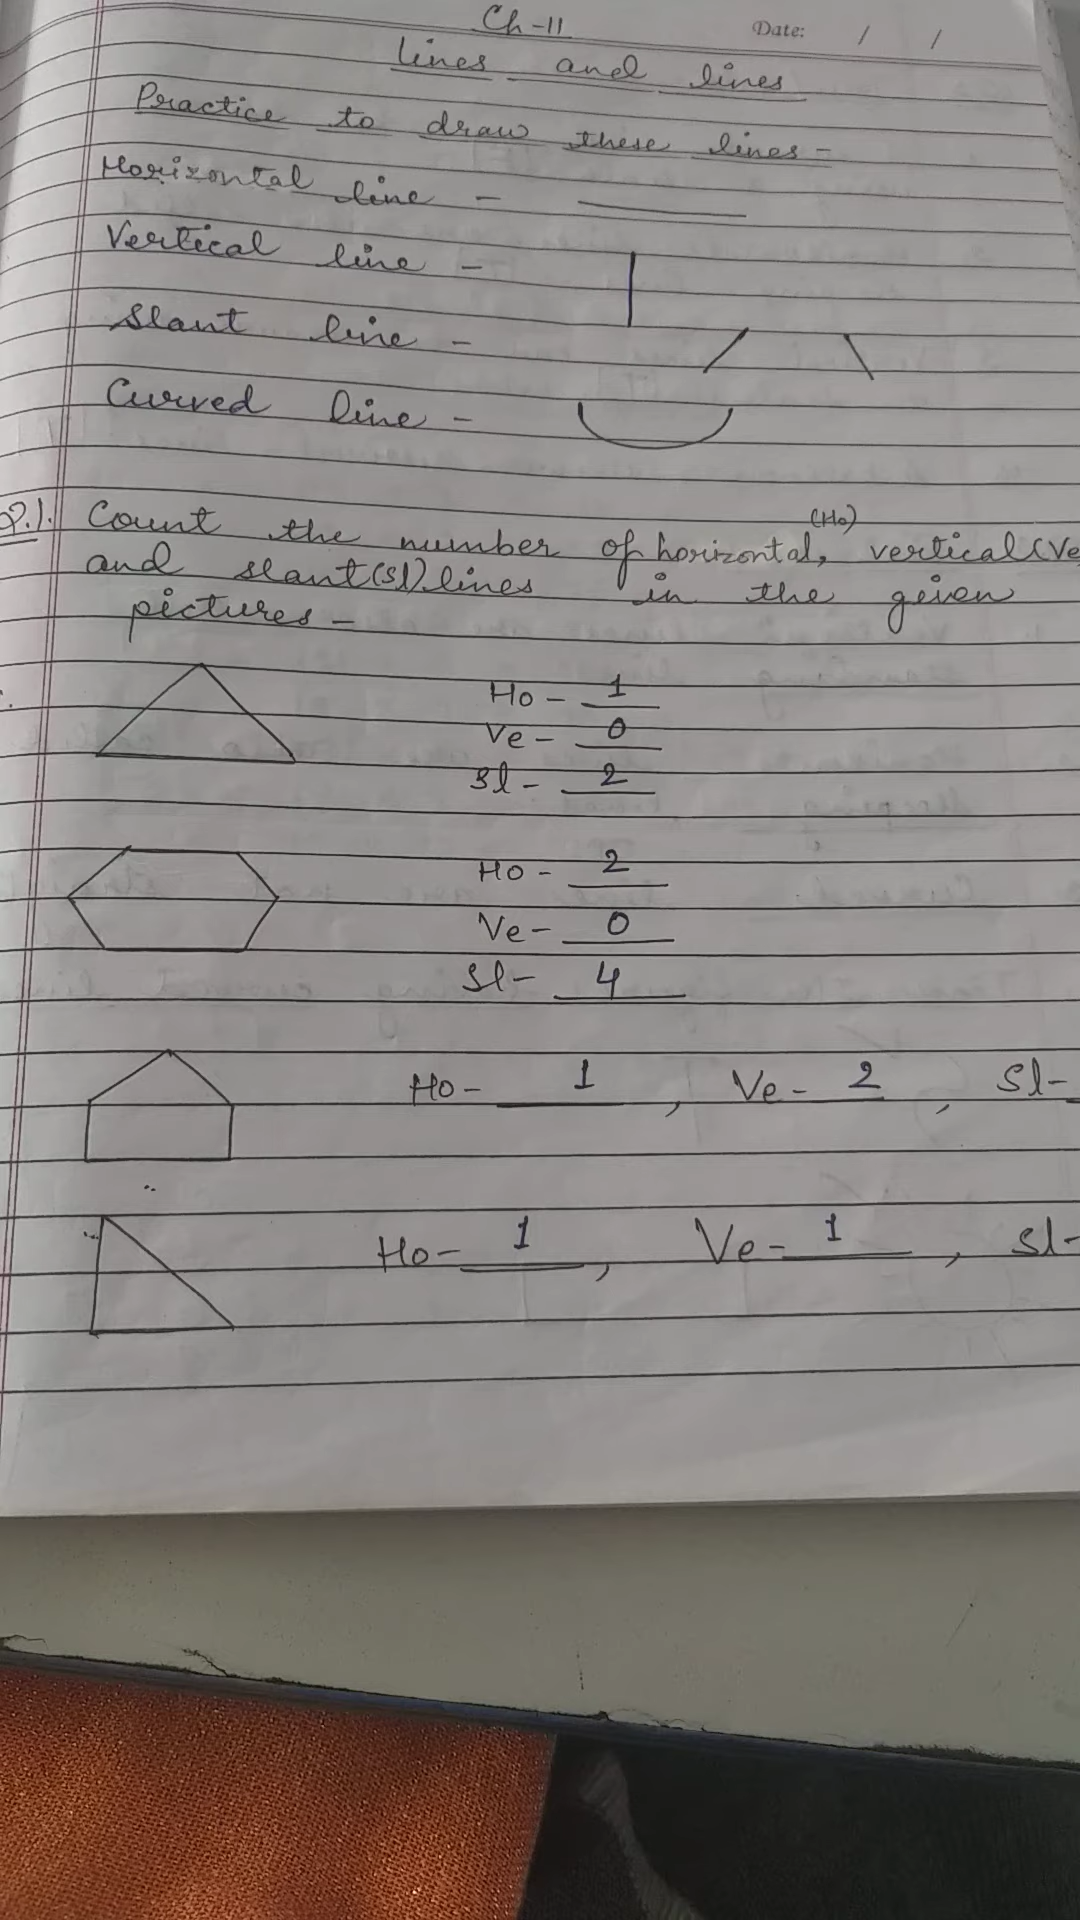 Ch-11
Date: / /
lines and lines
Practice to draw these lines-
Horizontal line -
Vertical line -
Slant line -
Curved line -
(Ho)
Count the number of horizontal, vertical (Ve
and slant (Sl) lines in the given
pictures -
Ho - 1
Ve - 0
Sl - 2
Ho - 2
Ve - 0
Sl - 4
Ho - 1 , Ve - 2 , Sl -
Ho - 1 , Ve - 1 , Sl -